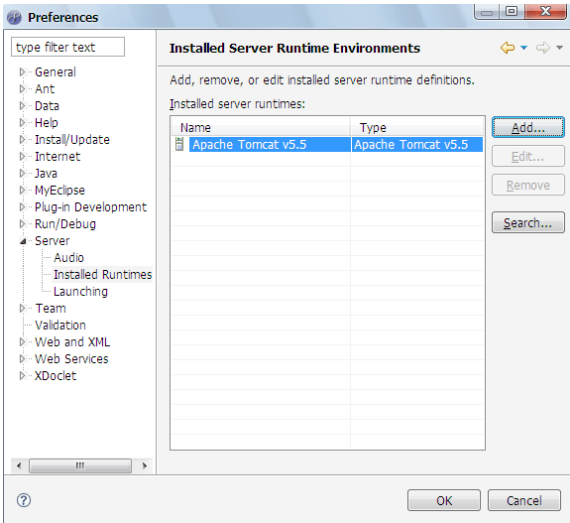 Preferences
type filter text
General
Ant
Data
Help
Install/Update
Internet
Java
MyEclipse
Plug-in Development
Run/Debug
Server
Audio
Installed Runtimes
Launching
Team
Validation
Web and XML
Web Services
XDoclet
Installed Server Runtime Environments
Add, remove, or edit installed server runtime definitions.
Installed server runtimes:
Name Type
Apache Tomcat v5.5 Apache Tomcat v5.5
Add...
Edit...
Remove
Search...
OK Cancel